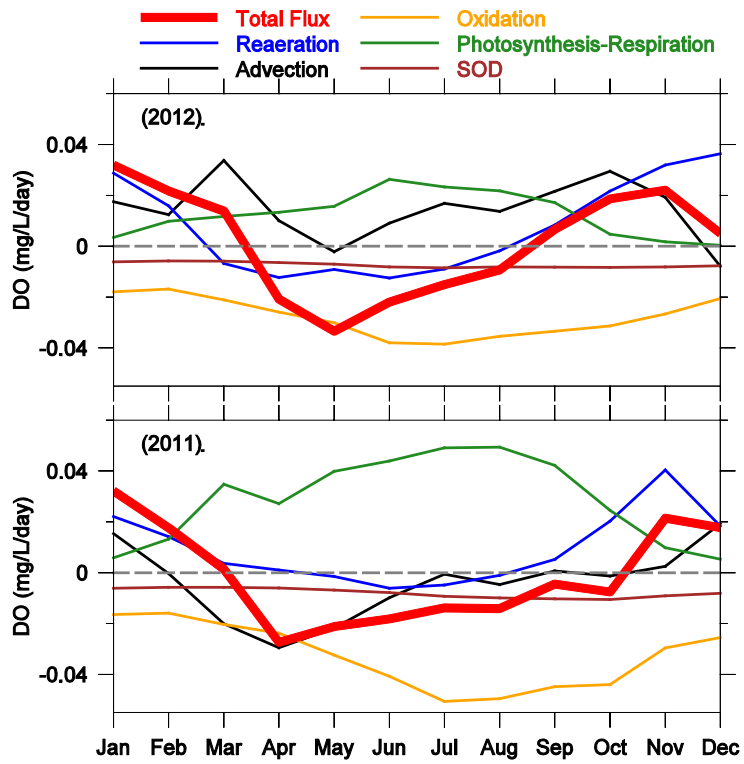 Total Flux Oxidation
Reaeration Photosynthesis-Respiration
Advection SOD
(2012).
0.04
0
-0.04
DO (mg/L/day)
(2011).
0.04
0
-0.04
DO (mg/L/day)
Jan Feb Mar Apr May Jun Jul Aug Sep Oct Nov Dec